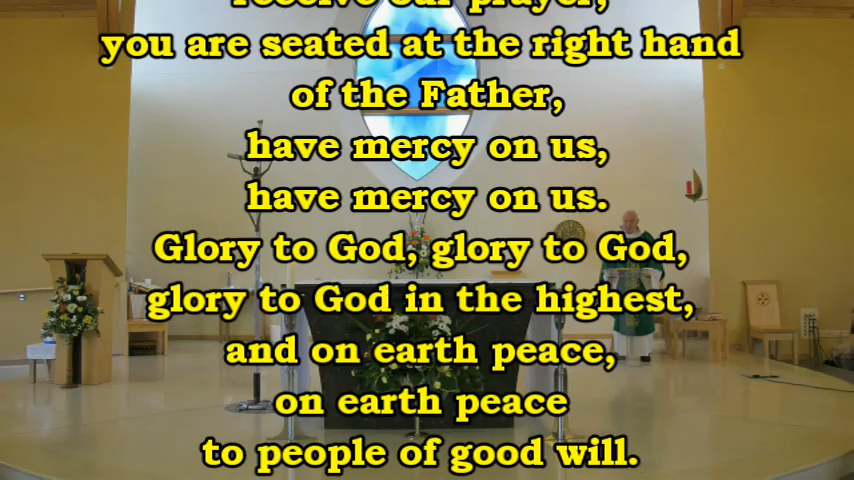 receive our prayer,
you are seated at the right hand
of the Father,
have mercy on us,
have mercy on us.
Glory to God, glory to God,
glory to God in the highest,
and on earth peace,
on earth peace
to people of good will.